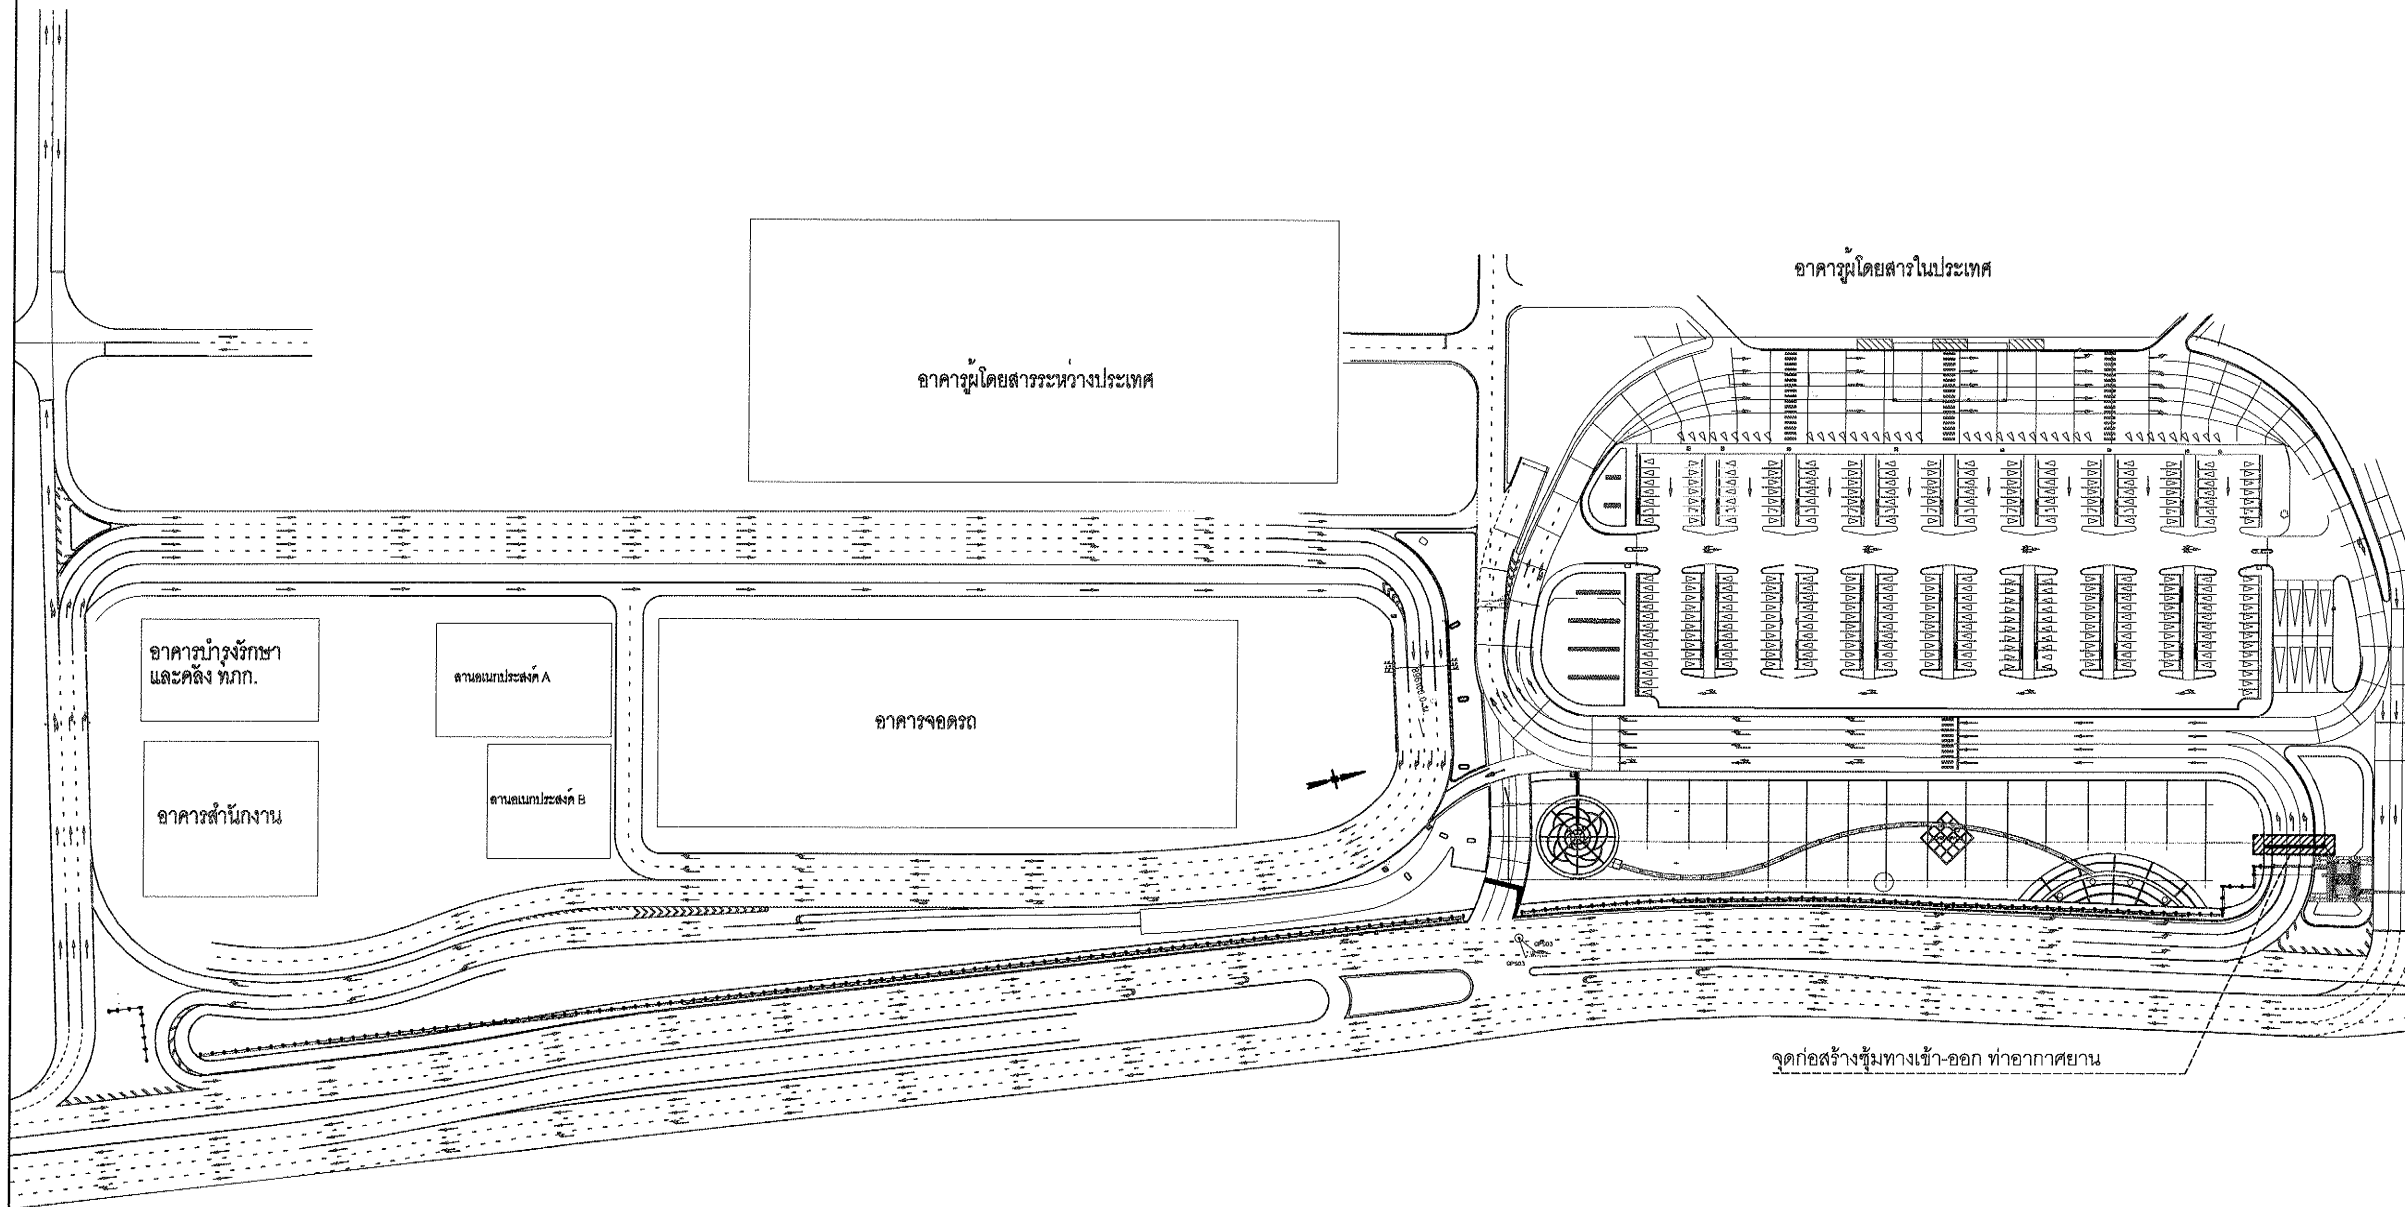 อาคารผู้โดยสารในประเทศ
อาคารผู้โดยสารระหว่างประเทศ
อาคารบำรุงรักษา
และคลัง ทภก.
ลานอเนกประสงค์ A
อาคารจอดรถ
ลานอเนกประสงค์ B
อาคารสำนักงาน
GPS03
GPS03
จุดก่อสร้างซุ้มทางเข้า-ออก ท่าอากาศยาน